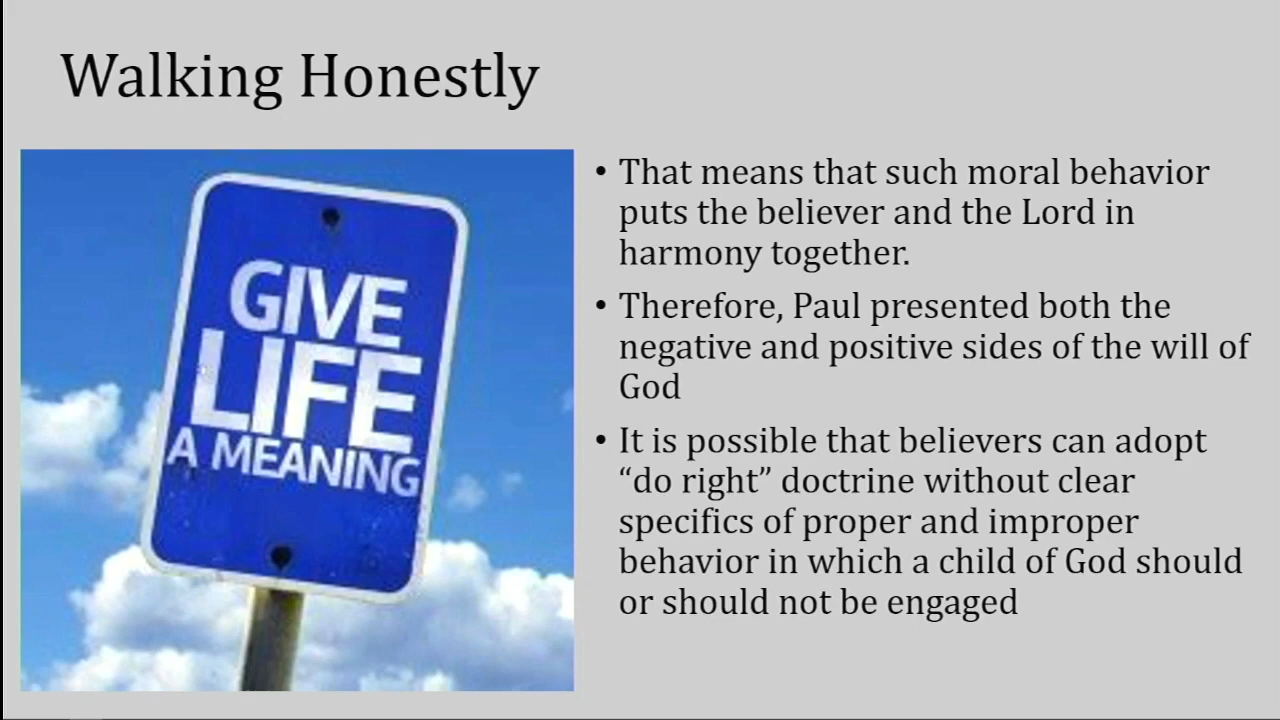 Walking Honestly
GIVE
LIFE
A MEANING
• That means that such moral behavior
puts the believer and the Lord in
harmony together.
• Therefore, Paul presented both the
negative and positive sides of the will of
God
• It is possible that believers can adopt
“do right” doctrine without clear
specifics of proper and improper
behavior in which a child of God should
or should not be engaged